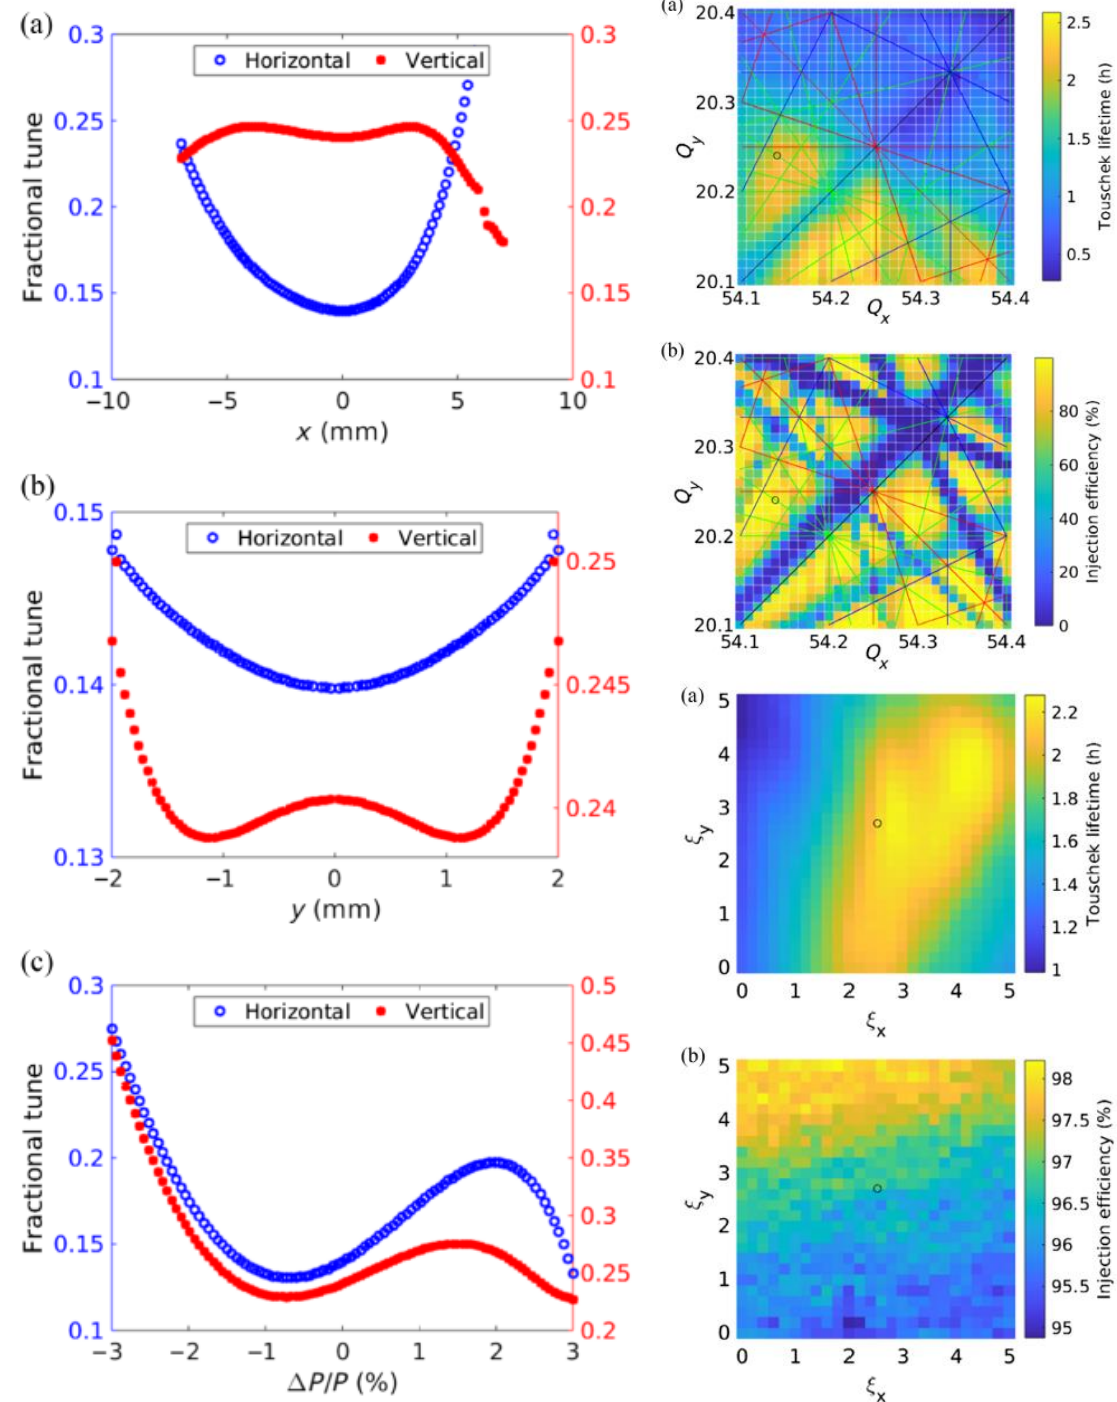 (a)
0.3
0.25
0.2
0.15
0.1
Fractional tune
Horizontal Vertical
0.3
0.25
0.2
0.15
0.1
−10 −5 0 5 10
x (mm)
(b)
0.15
0.14
0.13
Fractional tune
Horizontal Vertical
0.25
0.245
0.24
−2 −1 0 1 2
y (mm)
(c)
0.3
0.25
0.2
0.15
0.1
Fractional tune
Horizontal Vertical
0.5
0.45
0.4
0.35
0.3
0.25
0.2
−3 −2 −1 0 1 2 3
ΔP/P (%)
(a)
20.4
20.3
20.2
20.1
Qy
54.1 54.2 54.3 54.4
Qx
2.5
2
1.5
1
0.5
Touschek lifetime (h)
(b)
20.4
20.3
20.2
20.1
Qy
54.1 54.2 54.3 54.4
Qx
80
60
40
20
0
Injection efficiency (%)
(a)
5
4
3
2
1
0
ξy
0 1 2 3 4 5
ξx
2.2
2
1.8
1.6
1.4
1.2
1
Touschek lifetime (h)
(b)
5
4
3
2
1
0
ξy
0 1 2 3 4 5
ξx
98
97.5
97
96.5
96
95.5
95
Injection efficiency (%)